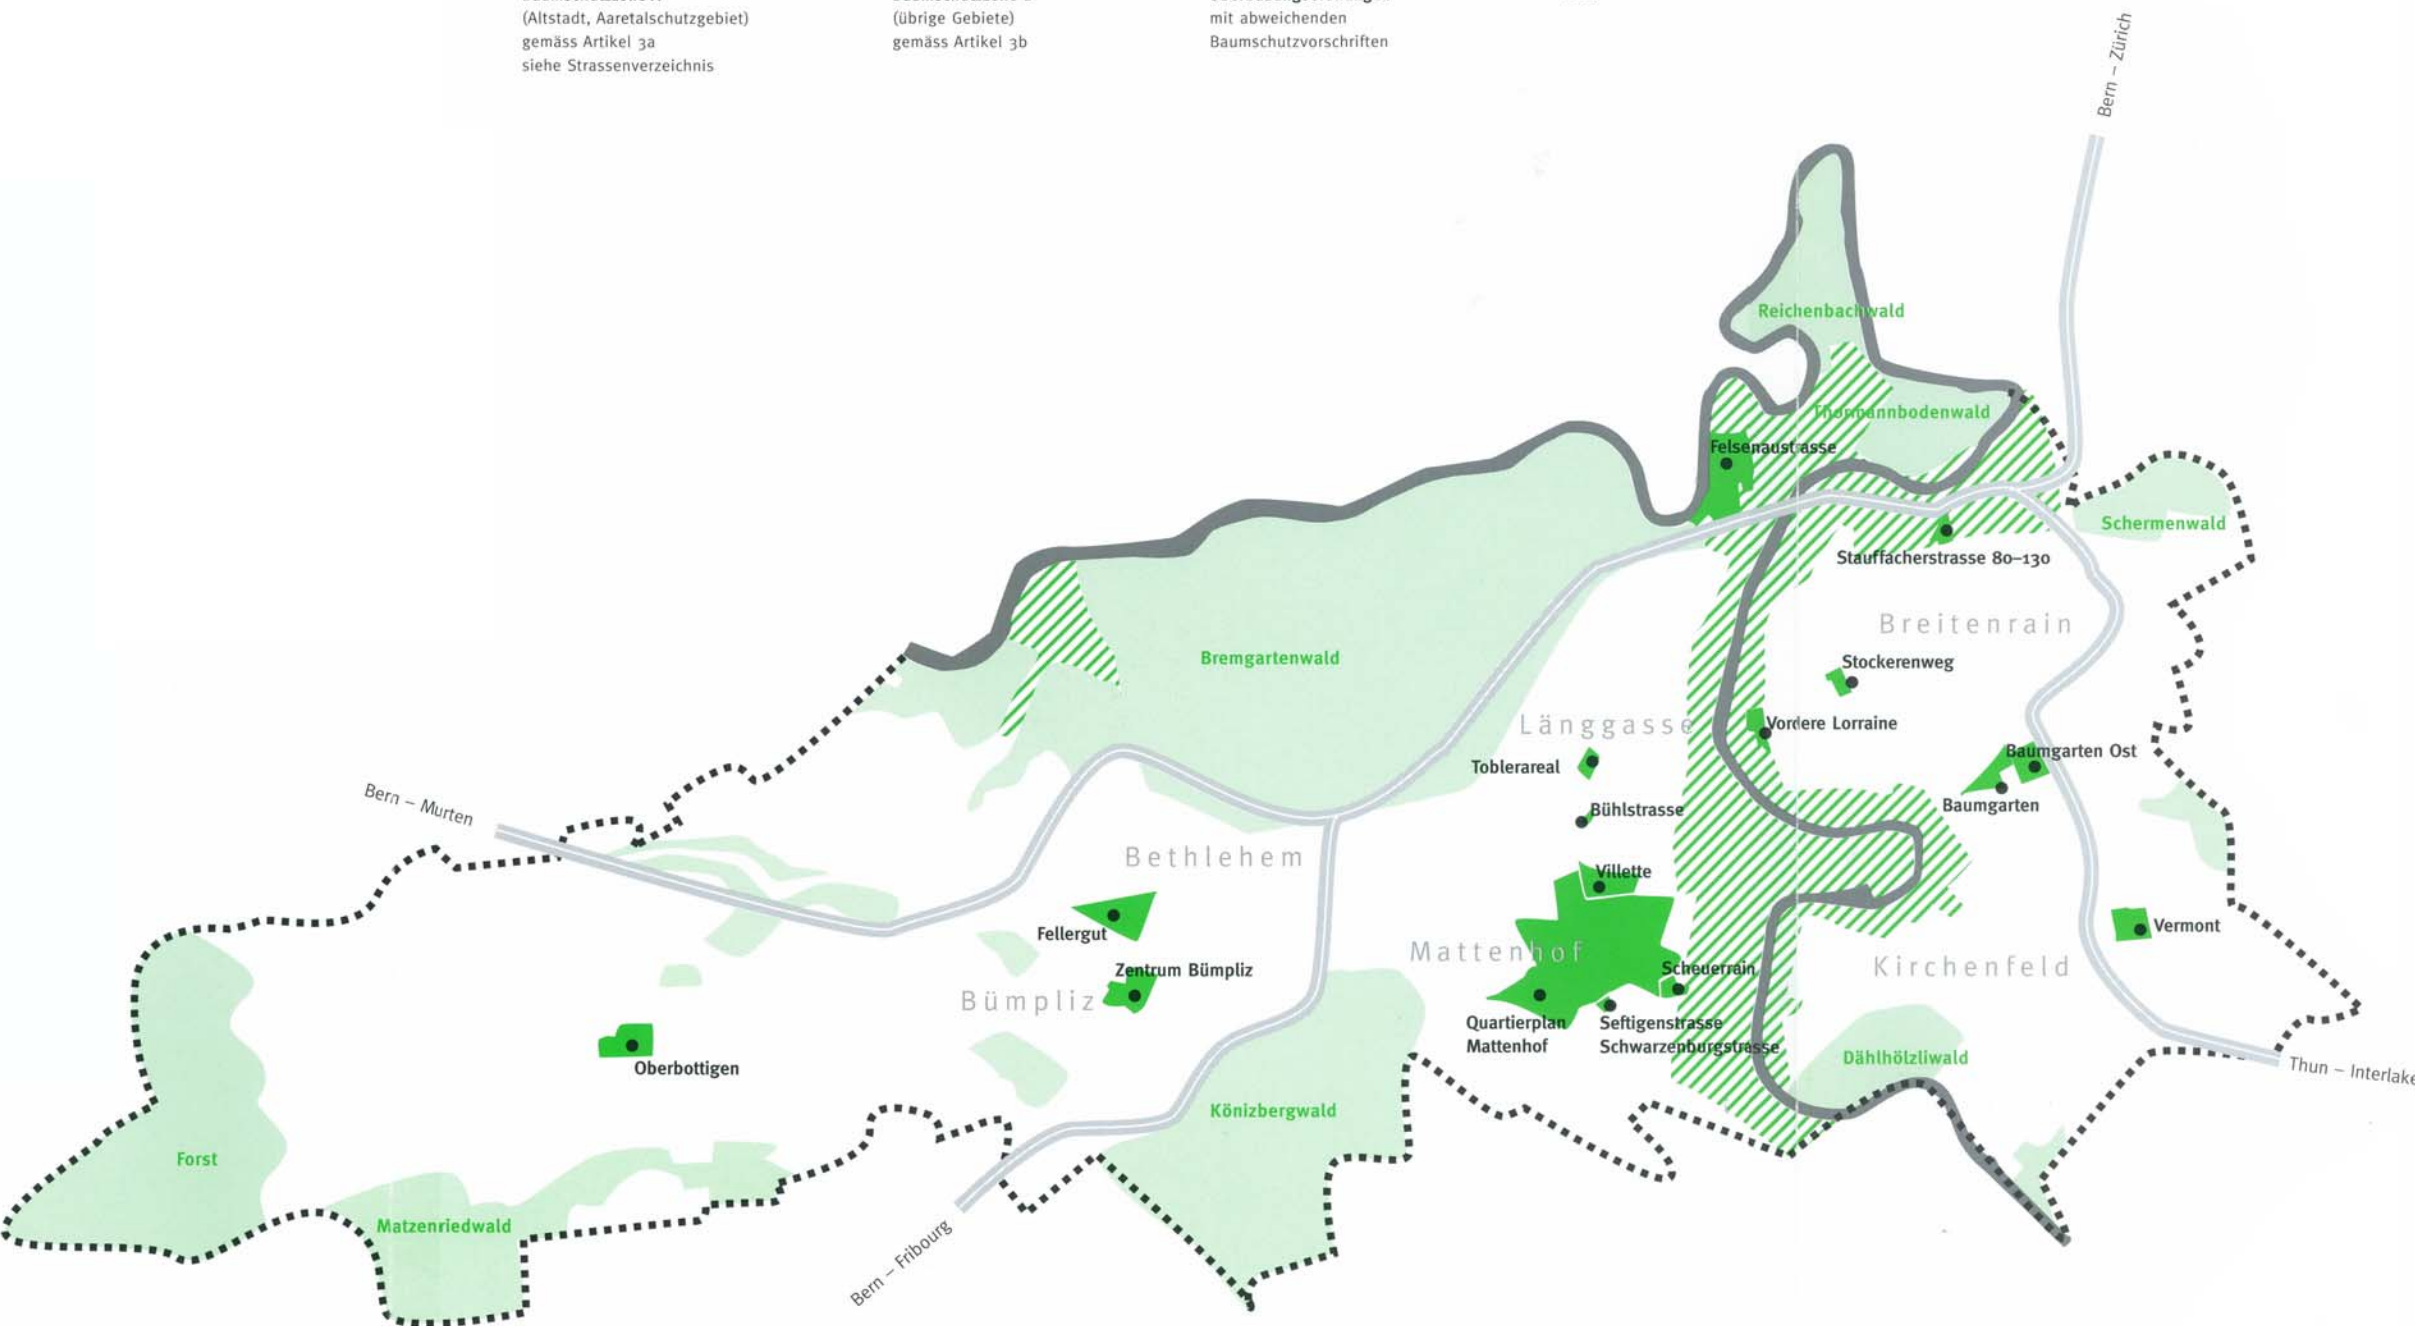 (Altstadt, Aaretalschutzgebiet)
gemäss Artikel 3a
siehe Strassenverzeichnis
(übrige Gebiete)
gemäss Artikel 3b
mit abweichenden
Baumschutzvorschriften
Bern – Zürich
Reichenbachwald
Thormannbodenwald
Felsenaustrasse
Schermenwald
Stauffacherstrasse 80–130
Breitenrain
Bremgartenwald
Stockerenweg
Länggasse
Vordere Lorraine
Toblerareal
Baumgarten Ost
Baumgarten
Bühlstrasse
Bern – Murten
Bethlehem
Villette
Fellergut
Vermont
Mattenhof
Zentrum Bümpliz
Scheuerrain
Kirchenfeld
Bümpliz
Quartierplan
Mattenhof
Seftigenstrasse
Schwarzenburgstrasse
Oberbottigen
Dählhölzliwald
Thun – Interlake
Könizbergwald
Forst
Matzenriedwald
Bern – Fribourg